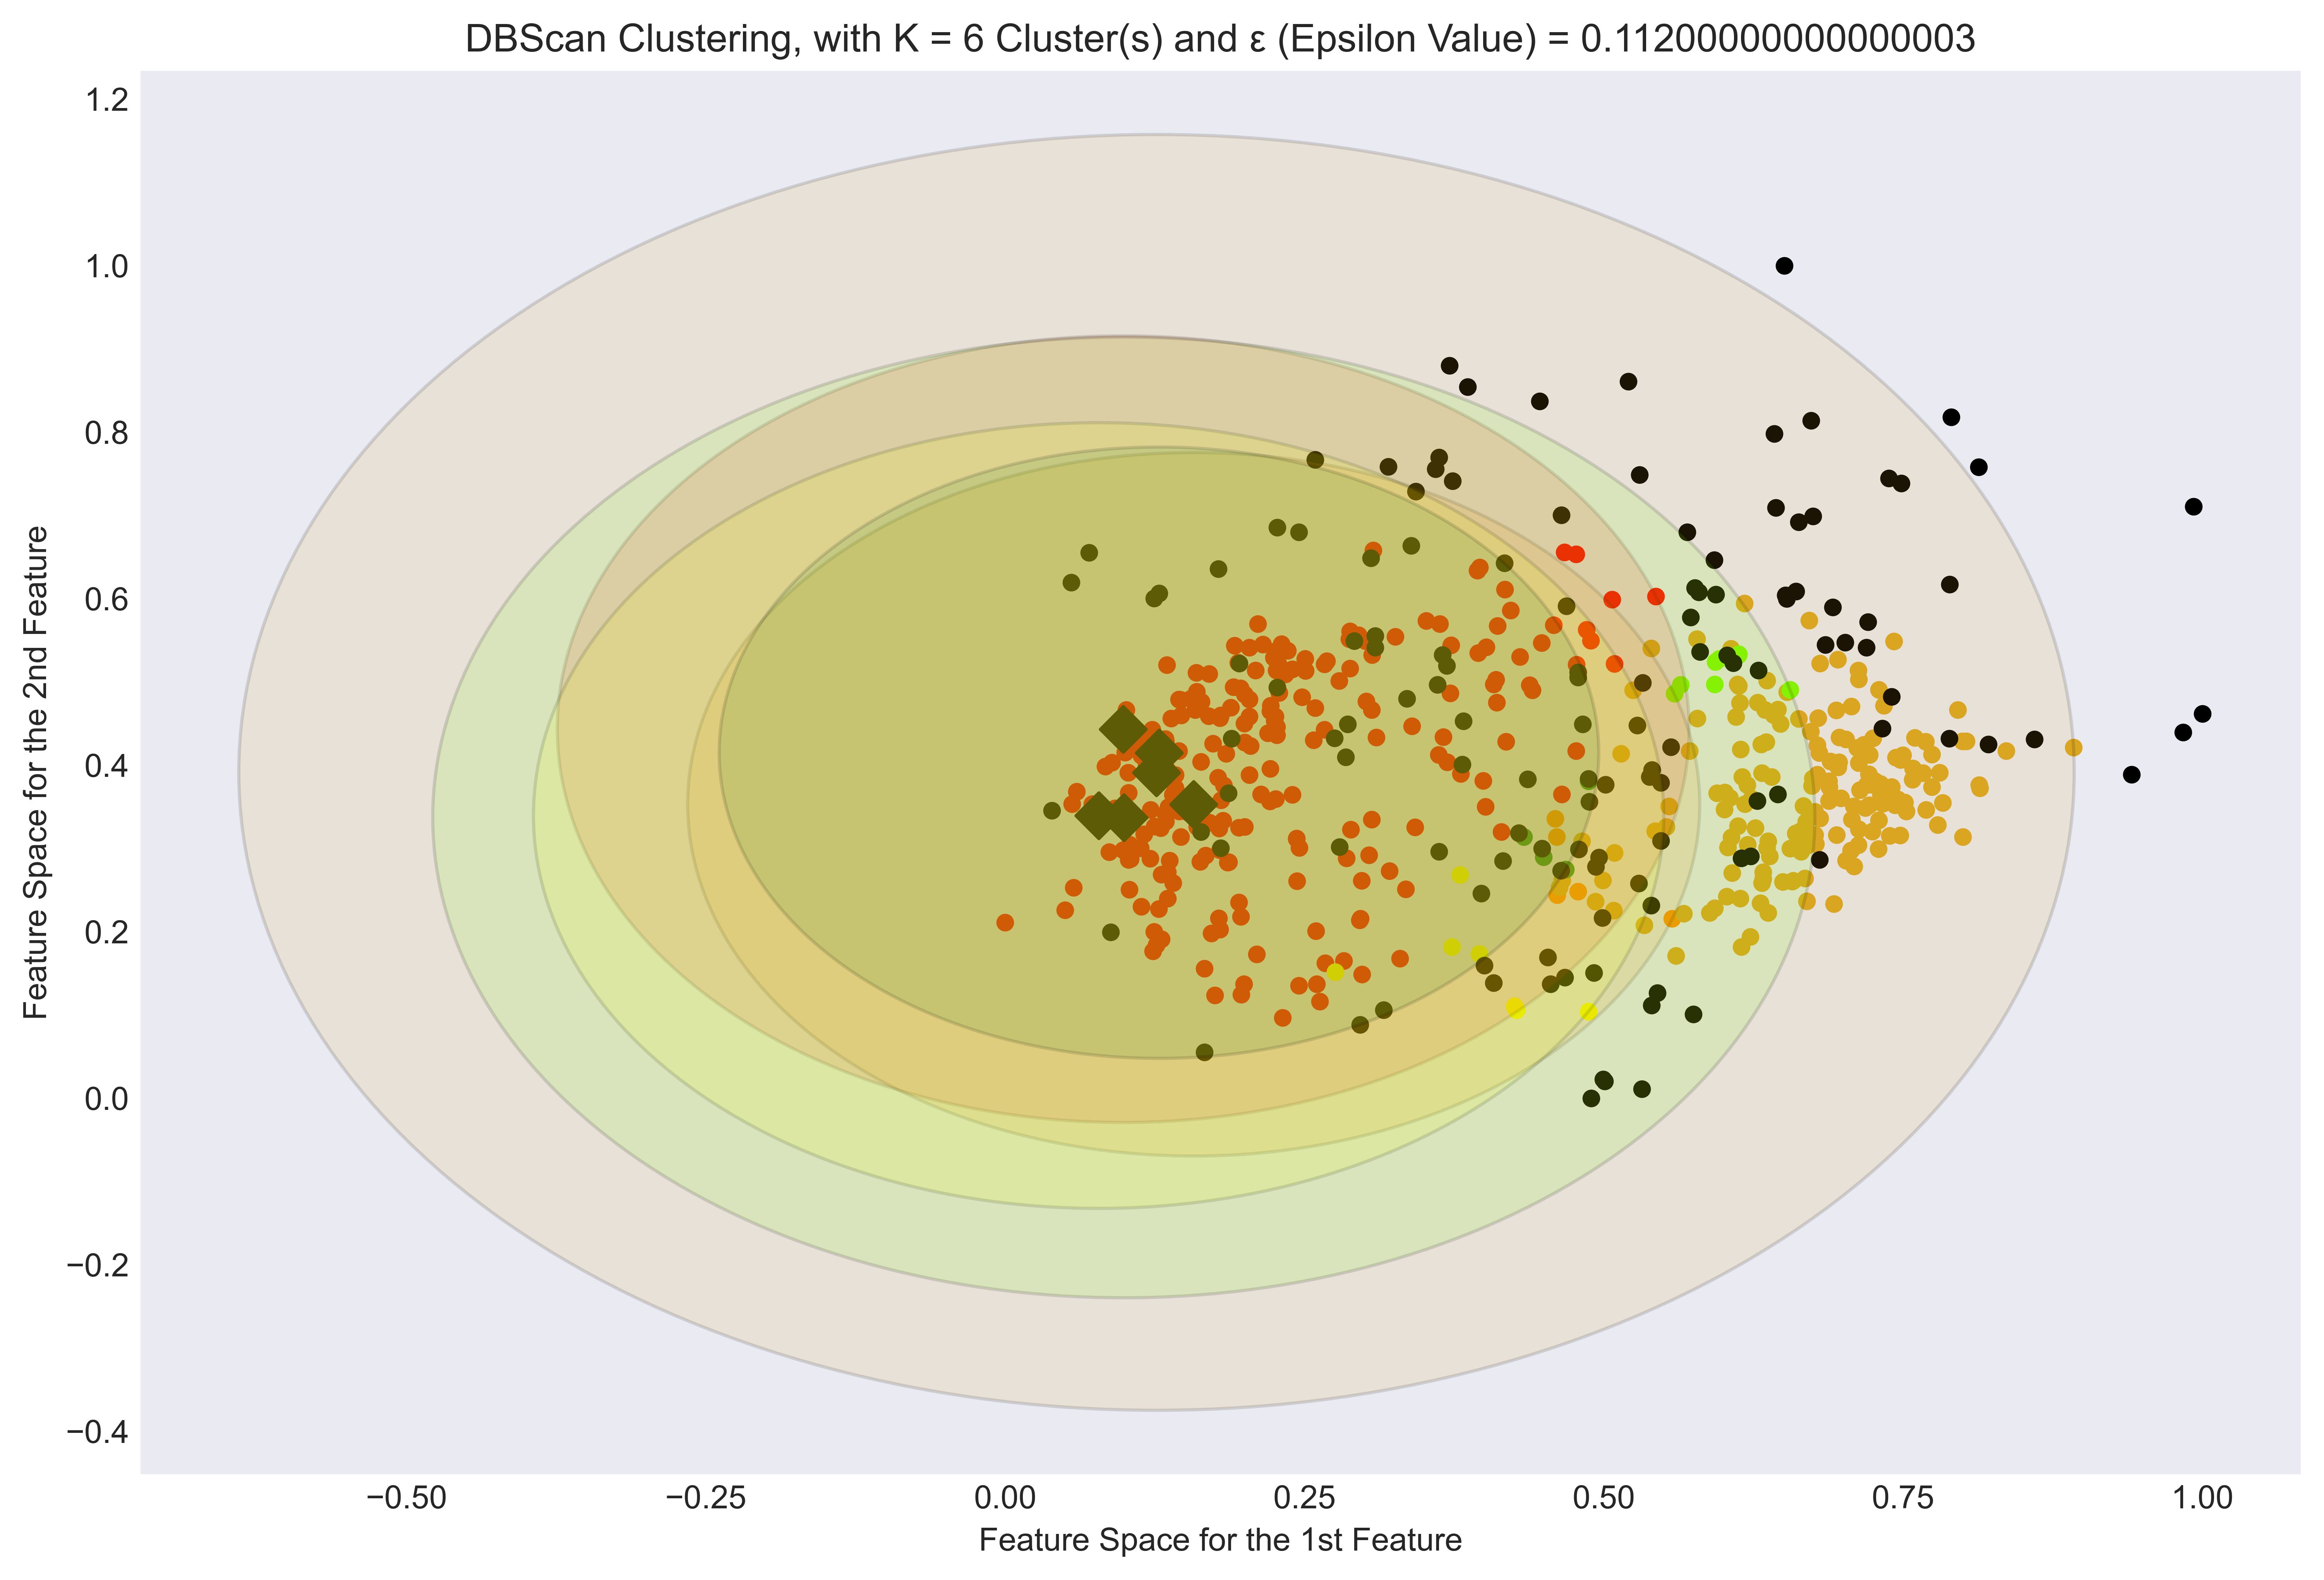 DBScan Clustering, with K = 6 Cluster(s) and ε (Epsilon Value) = 0.11200000000000003
1.2
1.0
0.8
0.6
0.4
0.2
0.0
−0.2
−0.4
Feature Space for the 2nd Feature
−0.50 −0.25 0.00 0.25 0.50 0.75 1.00
Feature Space for the 1st Feature